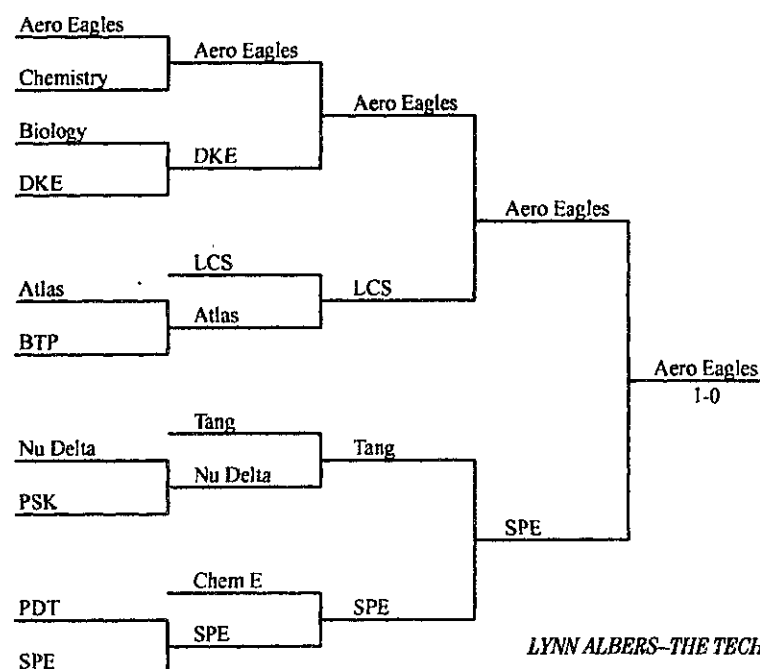 Aero Eagles
Chemistry
Biology
DKE
Atlas
BTP
Nu Delta
PSK
PDT
SPE
Aero Eagles
DKE
LCS
Atlas
Tang
Nu Delta
Chem E
SPE
Aero Eagles
LCS
Tang
SPE
Aero Eagles
SPE
Aero Eagles
1-0
LYNN ALBERS–THE TECH